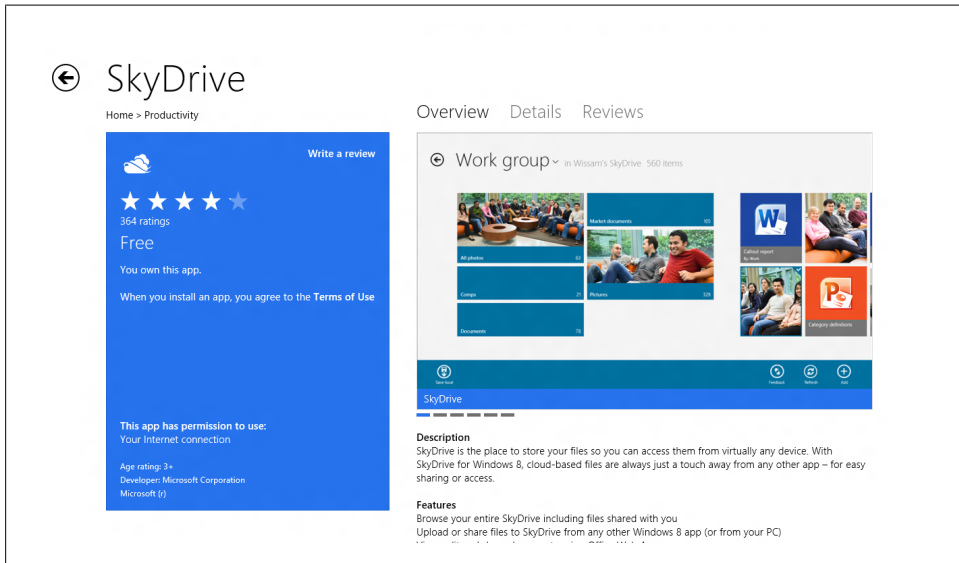 SkyDrive
Home > Productivity
Write a review
364 ratings
Free
You own this app.
When you install an app, you agree to the Terms of Use
This app has permission to use:
Your Internet connection
Age rating: 3+
Developer: Microsoft Corporation
Microsoft (r)
Overview Details Reviews
Work group in Wissam's SkyDrive 560 items
All photos 63
Market documents
Comps 21
Pictures 328
Documents 78
W
Callout report
By Work
P
Category definitions
Save local
Feedback
Refresh
Add
SkyDrive
Description
SkyDrive is the place to store your files so you can access them from virtually any device. With
SkyDrive for Windows 8, cloud-based files are always just a touch away from any other app – for easy
sharing or access.
Features
Browse your entire SkyDrive including files shared with you
Upload or share files to SkyDrive from any other Windows 8 app (or from your PC)